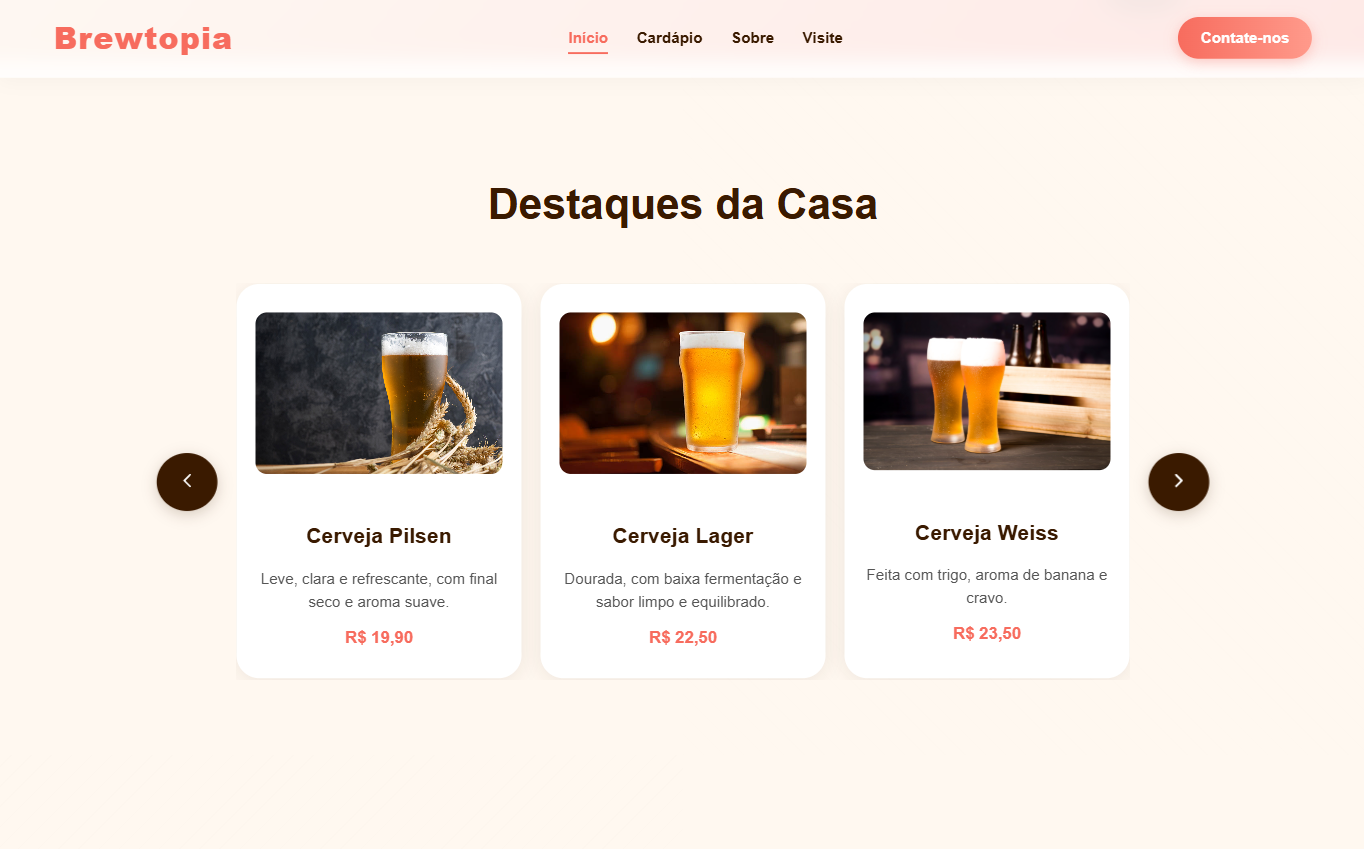 Brewtopia
Início
Cardápio
Sobre
Visite
Contate-nos
Destaques da Casa
Cerveja Pilsen
Leve, clara e refrescante, com final
seco e aroma suave.
R$ 19,90
Cerveja Lager
Dourada, com baixa fermentação e
sabor limpo e equilibrado.
R$ 22,50
Cerveja Weiss
Feita com trigo, aroma de banana e
cravo.
R$ 23,50